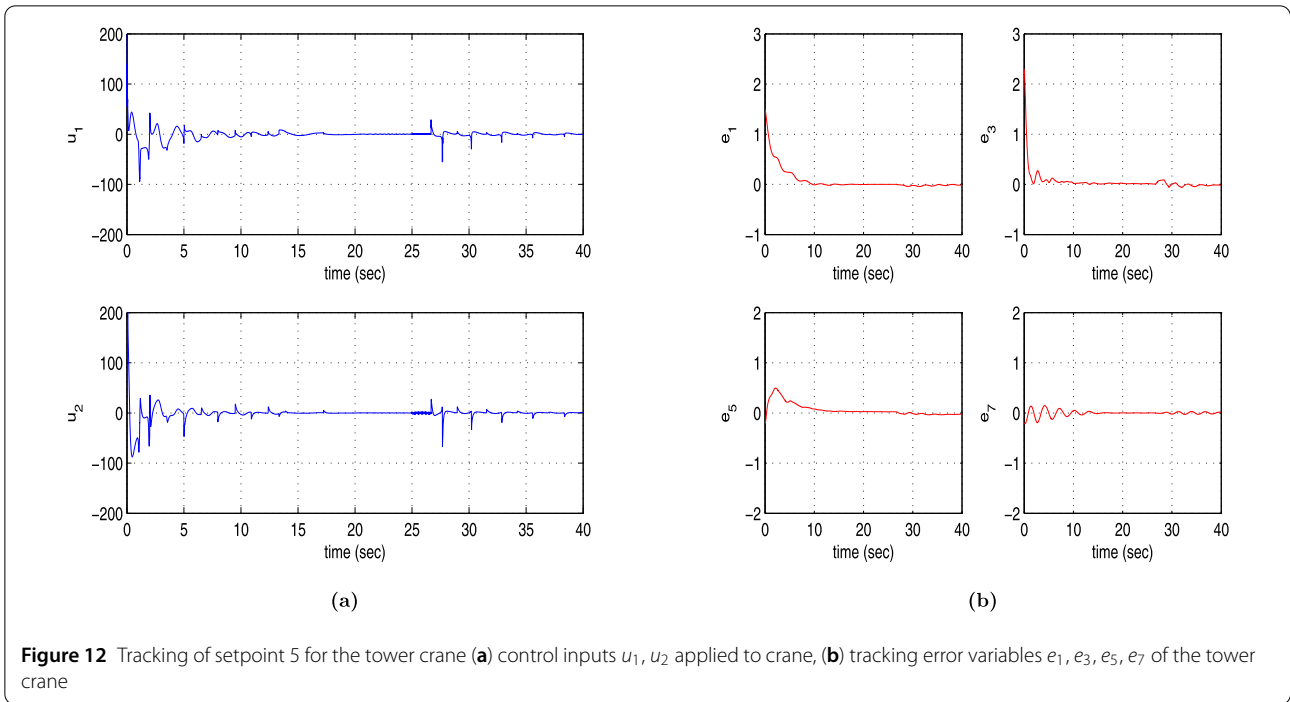 200
100
0
−100
−200
u1
0 5 10 15 20 25 30 35 40
time (sec)
200
100
0
−100
−200
u2
0 5 10 15 20 25 30 35 40
time (sec)
(a)
3
2
1
0
−1
e1
0 10 20 30 40
time (sec)
3
2
1
0
−1
e3
0 10 20 30 40
time (sec)
2
1
0
−1
−2
e5
0 10 20 30 40
time (sec)
2
1
0
−1
−2
e7
0 10 20 30 40
time (sec)
(b)
Figure 12 Tracking of setpoint 5 for the tower crane (a) control inputs u1, u2 applied to crane, (b) tracking error variables e1, e3, e5, e7 of the tower
crane